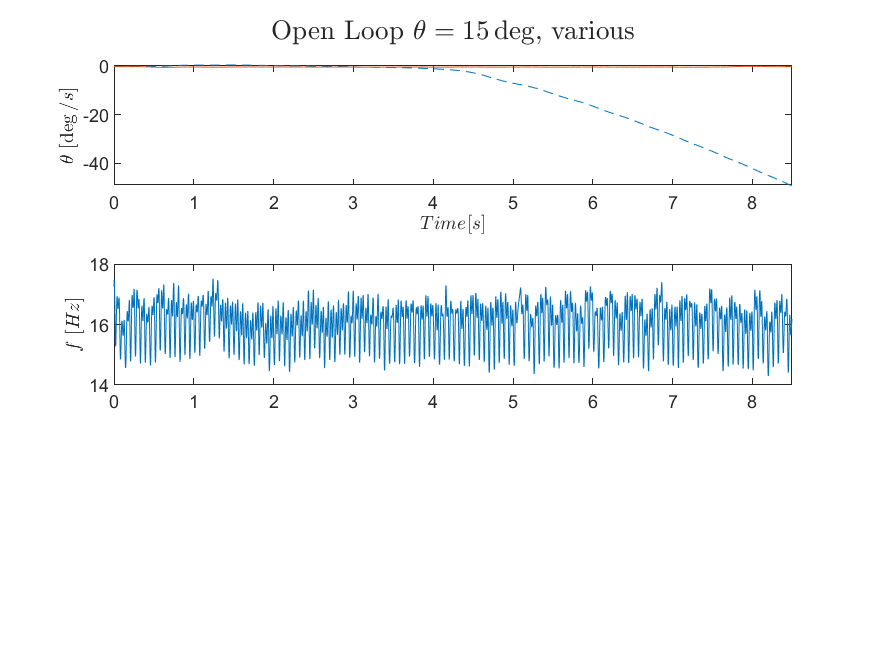 Open Loop θ = 15 deg, various
θ [deg/s]
0
-20
-40
0 1 2 3 4 5 6 7 8
Time[s]
f [Hz]
18
16
14
0 1 2 3 4 5 6 7 8